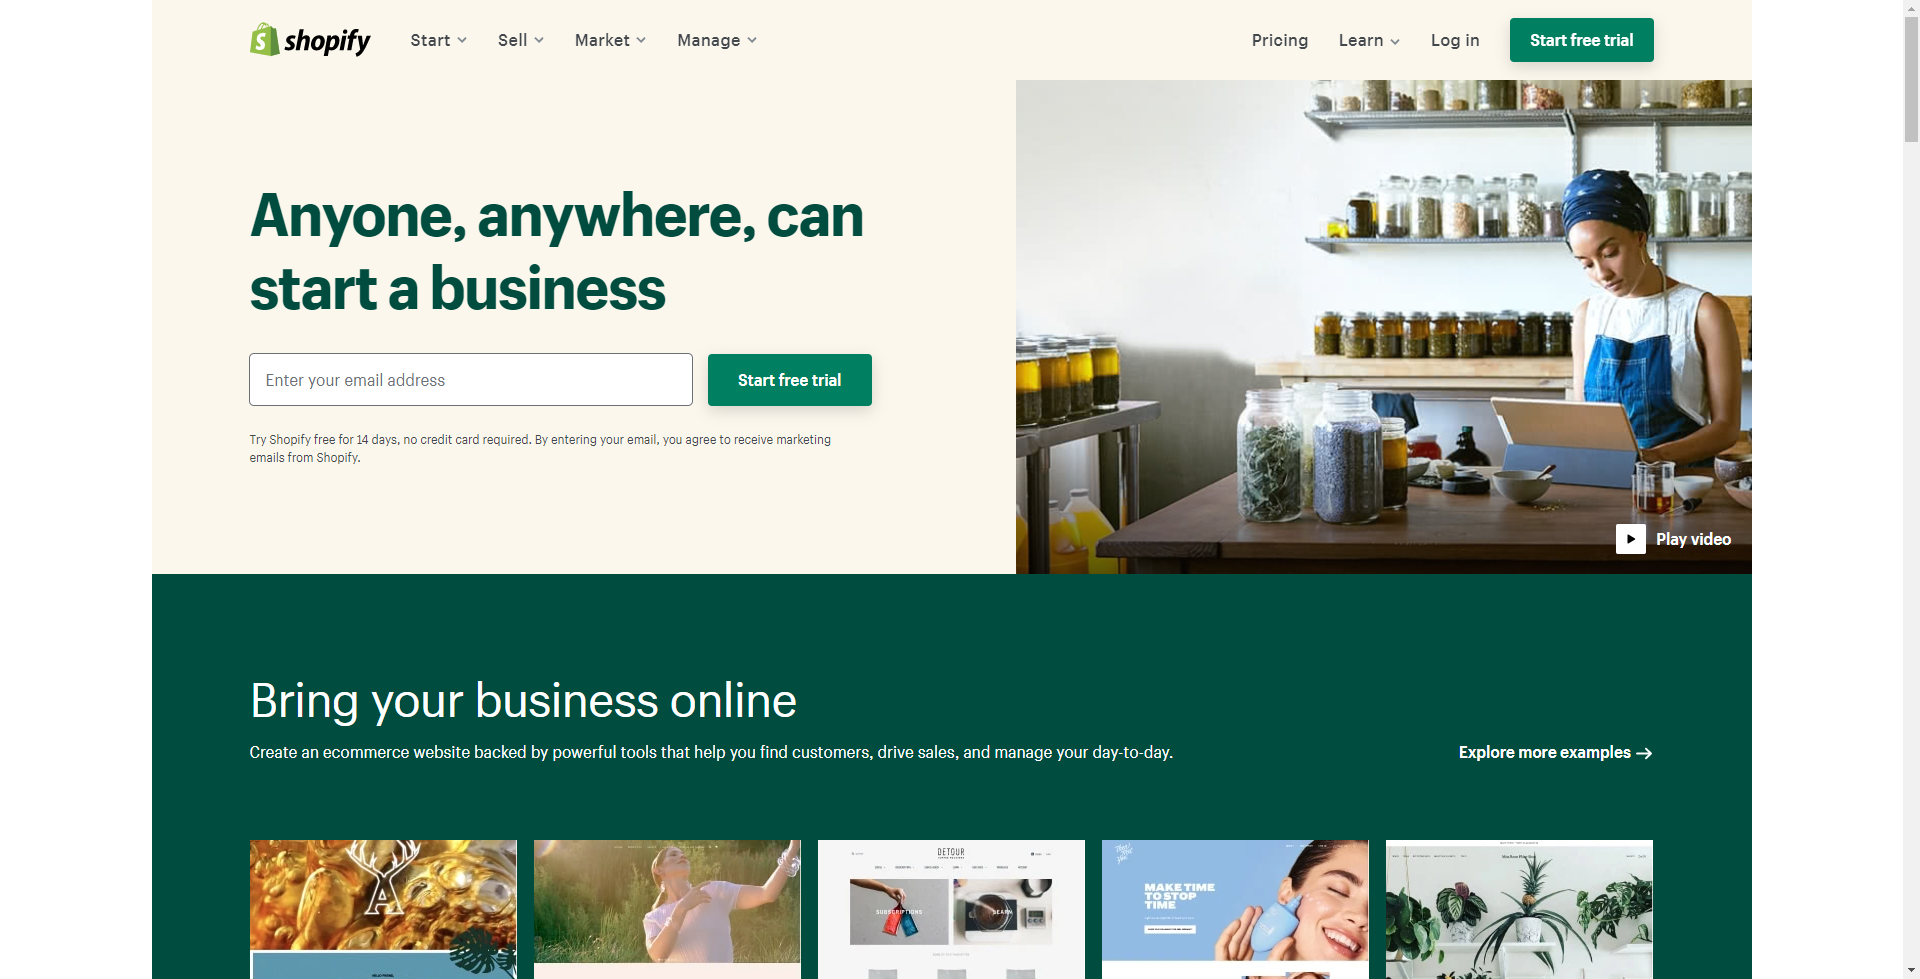 shopify
Start
Sell
Market
Manage
Pricing
Learn
Log in
Start free trial
Anyone, anywhere, can
start a business
Enter your email address
Start free trial
Try Shopify free for 14 days, no credit card required. By entering your email, you agree to receive marketing
emails from Shopify.
Play video
Bring your business online
Create an ecommerce website backed by powerful tools that help you find customers, drive sales, and manage your day-to-day.
Explore more examples →
A
DETOUR
SUBSCRIPTIONS
LEARN
MAKE TIME
TO STOP
TIME